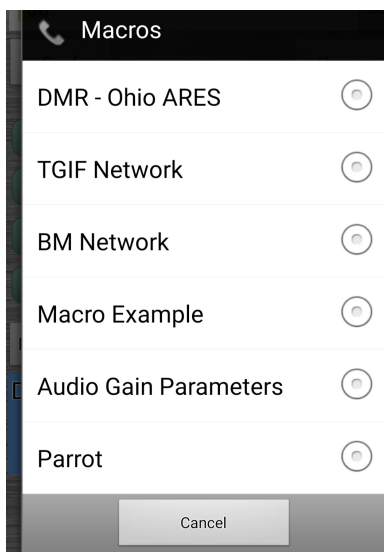 Macros
DMR - Ohio ARES
TGIF Network
BM Network
Macro Example
Audio Gain Parameters
Parrot
Cancel